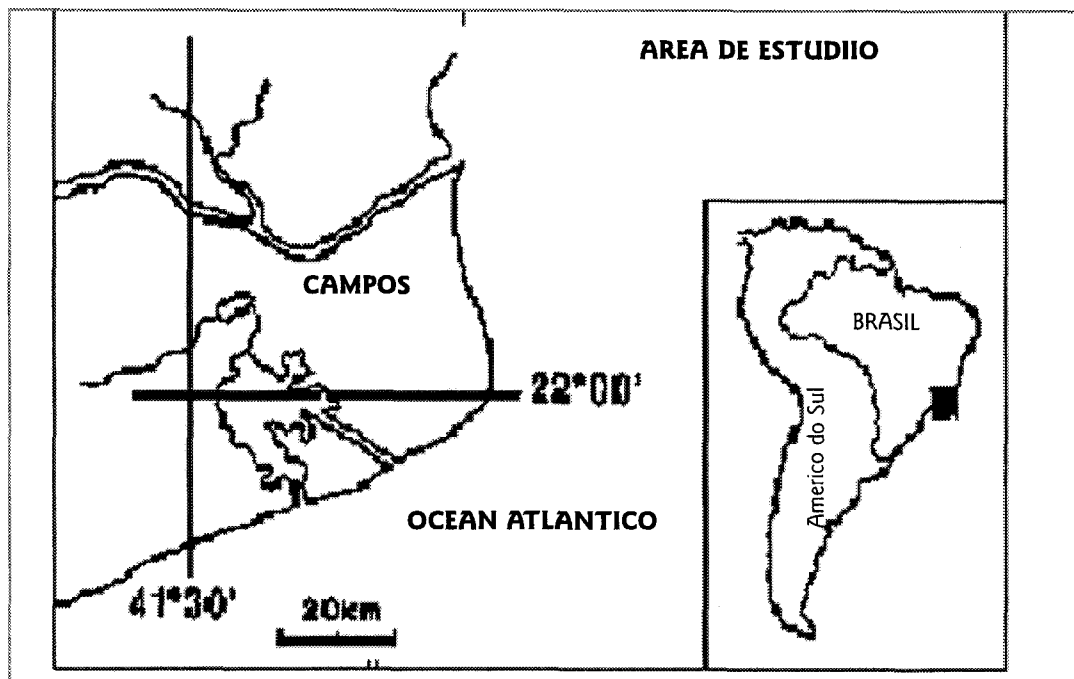 AREA DE ESTUDIIO
CAMPOS
BRASIL
22°00'
Americo do Sul
OCEAN ATLANTICO
41°30'
20km